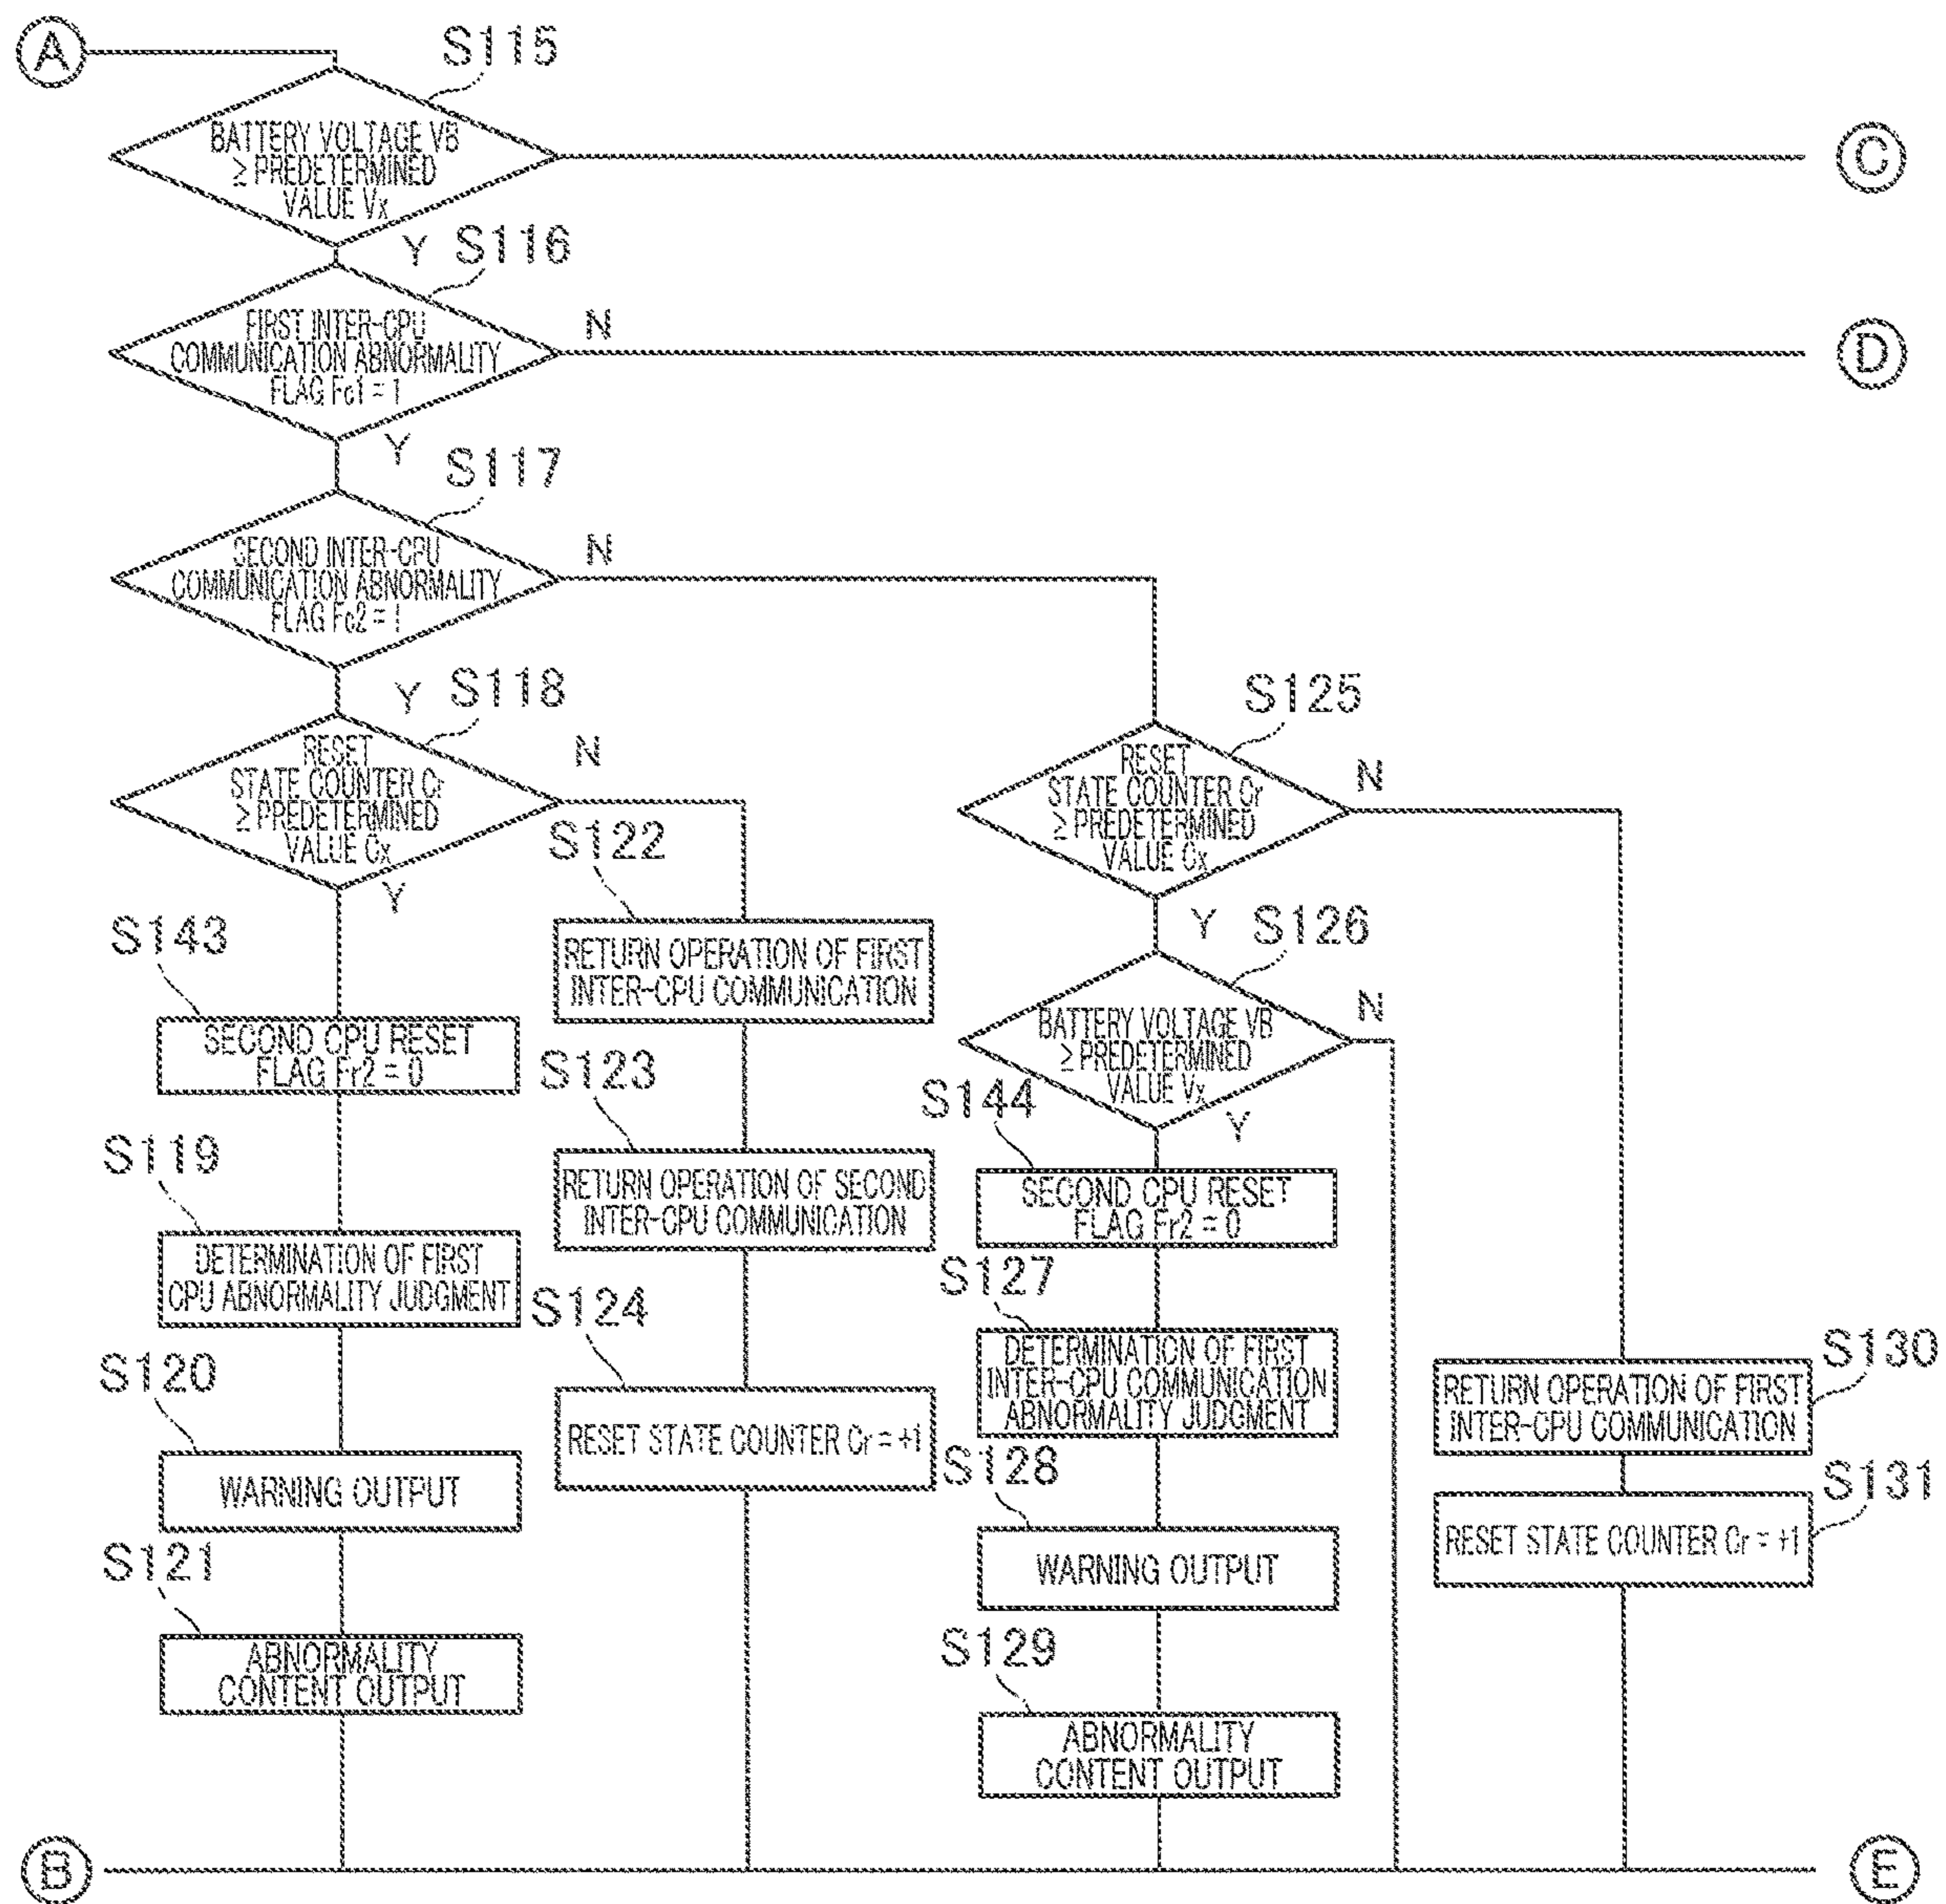 A
S115
BATTERY VOLTAGE VB
≥ PREDETERMINED
VALUE Vx
C
Y
S116
FIRST INTER-CPU
COMMUNICATION ABNORMALITY
FLAG Fc1 = 1
N
D
Y
S117
SECOND INTER-CPU
COMMUNICATION ABNORMALITY
FLAG Fc2 = 1
N
Y
S118
RESET
STATE COUNTER Cr
≥ PREDETERMINED
VALUE Cx
N
Y
S125
RESET
STATE COUNTER Cr
≥ PREDETERMINED
VALUE Cx
N
Y
S122
RETURN OPERATION OF FIRST
INTER-CPU COMMUNICATION
S126
BATTERY VOLTAGE VB
≥ PREDETERMINED
VALUE Vx
N
Y
S143
SECOND CPU RESET
FLAG Fr2 = 0
S123
RETURN OPERATION OF SECOND
INTER-CPU COMMUNICATION
S144
SECOND CPU RESET
FLAG Fr2 = 0
S119
DETERMINATION OF FIRST
CPU ABNORMALITY JUDGMENT
S124
RESET STATE COUNTER Cr = +1
S127
DETERMINATION OF FIRST
INTER-CPU COMMUNICATION
ABNORMALITY JUDGMENT
S130
RETURN OPERATION OF FIRST
INTER-CPU COMMUNICATION
S120
WARNING OUTPUT
S128
WARNING OUTPUT
S131
RESET STATE COUNTER Cr = +1
S121
ABNORMALITY
CONTENT OUTPUT
S129
ABNORMALITY
CONTENT OUTPUT
B
E